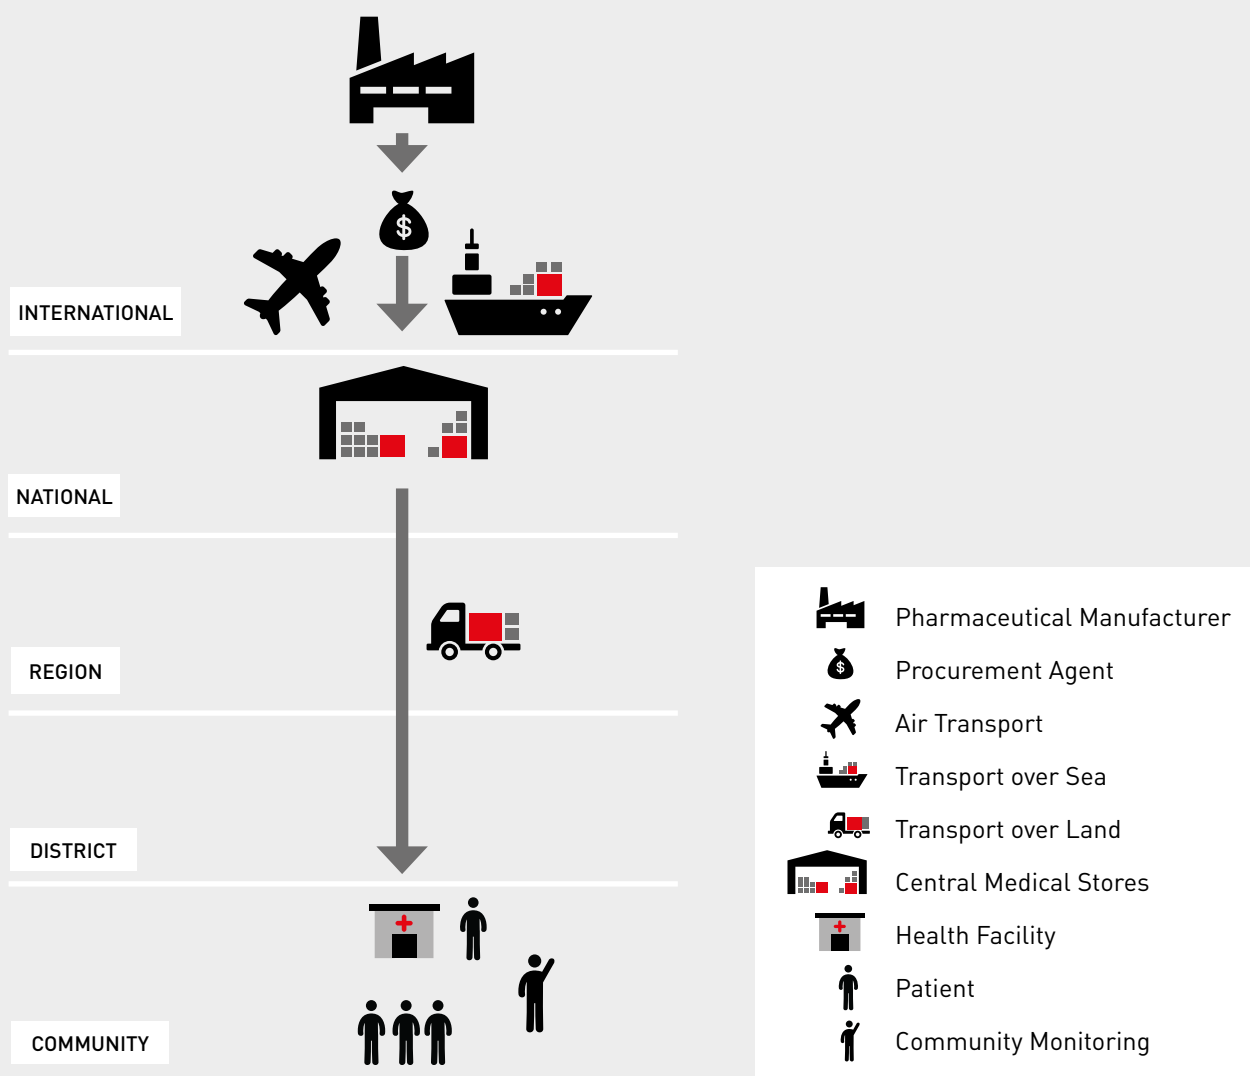 $
INTERNATIONAL
NATIONAL
REGION
DISTRICT
COMMUNITY
Pharmaceutical Manufacturer
$ Procurement Agent
Air Transport
Transport over Sea
Transport over Land
Central Medical Stores
Health Facility
Patient
Community Monitoring